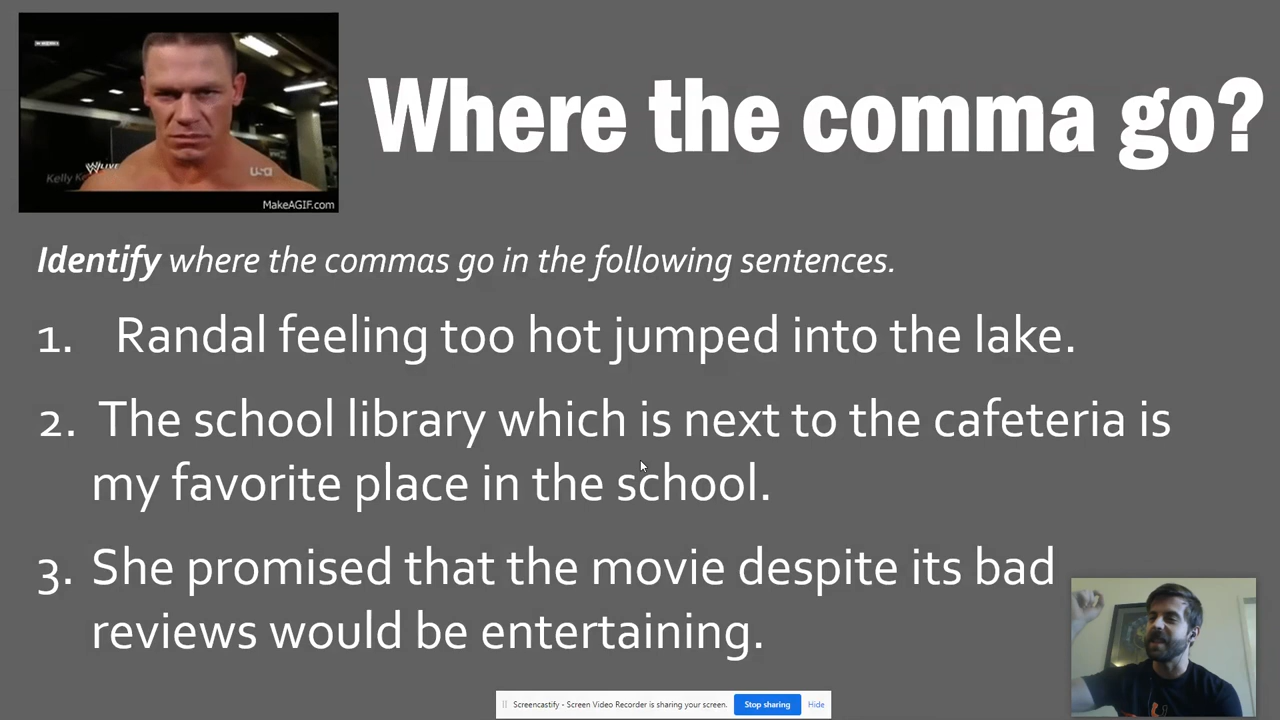 Where the comma go?
LIVE
Kelly K
USA
MakeAGIF.com
Identify where the commas go in the following sentences.
1. Randal feeling too hot jumped into the lake.
2. The school library which is next to the cafeteria is
my favorite place in the school.
3. She promised that the movie despite its bad
reviews would be entertaining.
Screencastify - Screen Video Recorder is sharing your screen. Stop sharing Hide